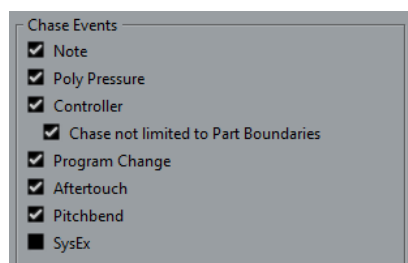 Chase Events
Note
Poly Pressure
Controller
Chase not limited to Part Boundaries
Program Change
Aftertouch
Pitchbend
SysEx